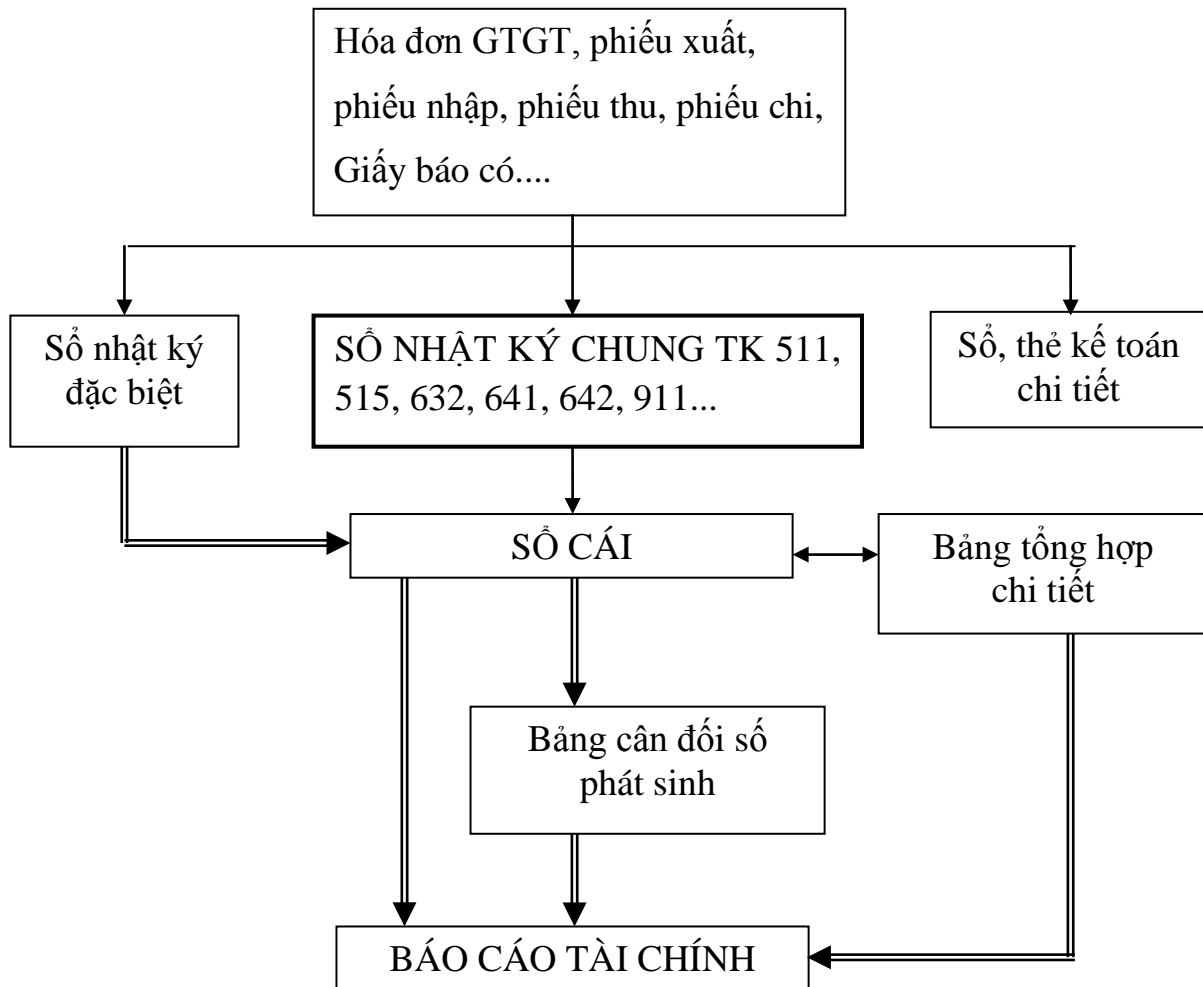 Hóa đơn GTGT, phiếu xuất,
phiếu nhập, phiếu thu, phiếu chi,
Giấy báo có....
Sổ nhật ký
đặc biệt
SỔ NHẬT KÝ CHUNG TK 511,
515, 632, 641, 642, 911...
Sổ, thẻ kế toán
chi tiết
SỔ CÁI
Bảng tổng hợp
chi tiết
Bảng cân đối số
phát sinh
BÁO CÁO TÀI CHÍNH